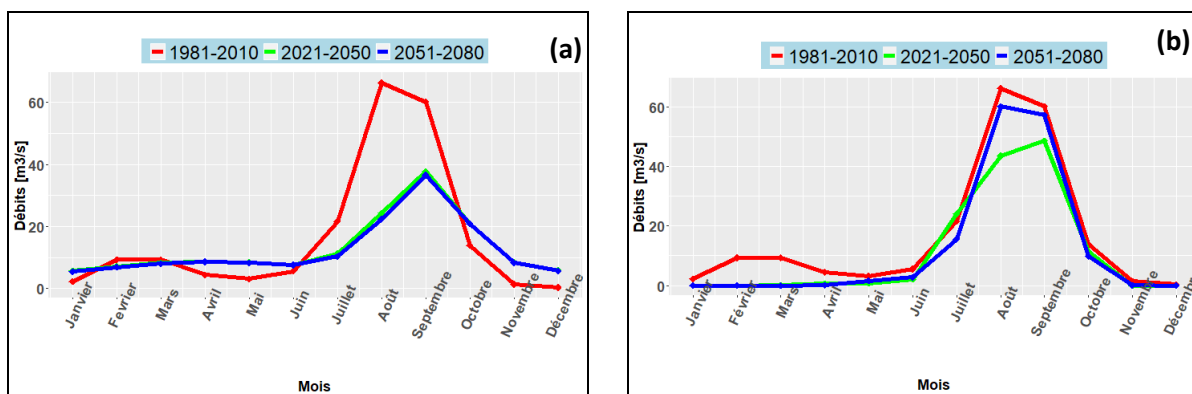 1981-2010 2021-2050 2051-2080
(a)
Débits [m3/s]
60
40
20
0
Janvier Fevrier Mars Avril Mai Juin Juillet Août Septembre Octobre Novembre Décembre
Mois
1981-2010 2021-2050 2051-2080
(b)
Débits [m3/s]
60
40
20
0
Janvier Février Mars Avril Mai Juin Juillet Août Septembre Octobre Novembre Décembre
Mois